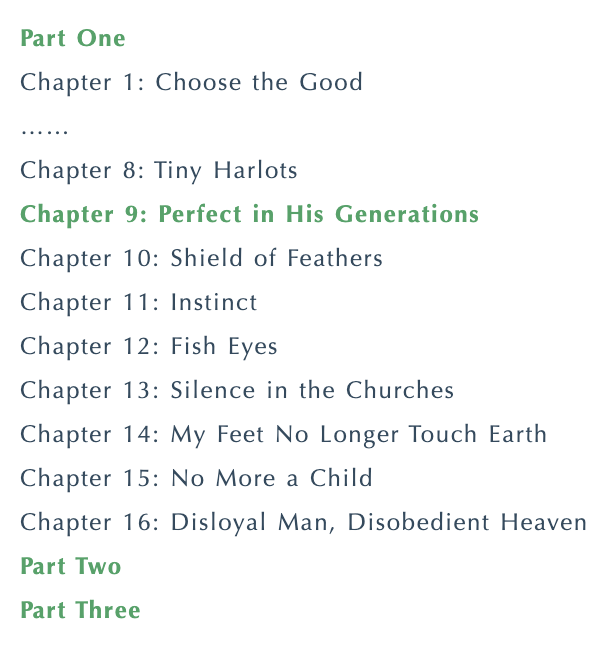 Part One
Chapter 1: Choose the Good
……
Chapter 8: Tiny Harlots
Chapter 9: Perfect in His Generations
Chapter 10: Shield of Feathers
Chapter 11: Instinct
Chapter 12: Fish Eyes
Chapter 13: Silence in the Churches
Chapter 14: My Feet No Longer Touch Earth
Chapter 15: No More a Child
Chapter 16: Disloyal Man, Disobedient Heaven
Part Two
Part Three